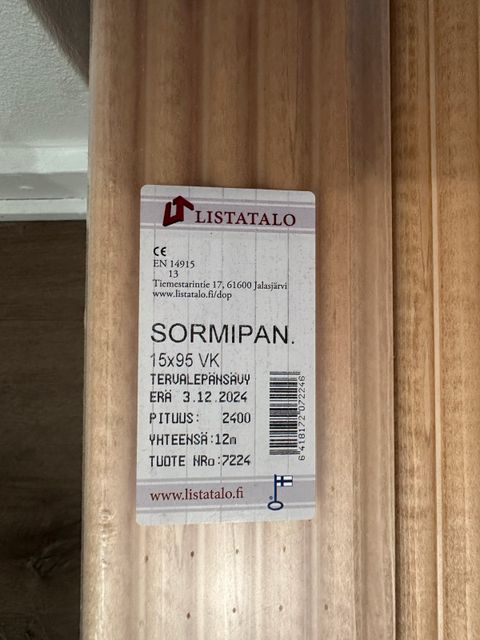 LT LISTATALO
CE
EN 14915
13
Tiemestarintie 17, 61600 Jalasjärvi
www.listatalo.fi/dop
SORMIPAN.
15x95 VK
TERVALEPÄNSÄVY
ERÄ 3.12.2024
PITUUS: 2400
YHTEENSÄ:12m
TUOTE NRo:7224
6 418172 072246
www.listatalo.fi